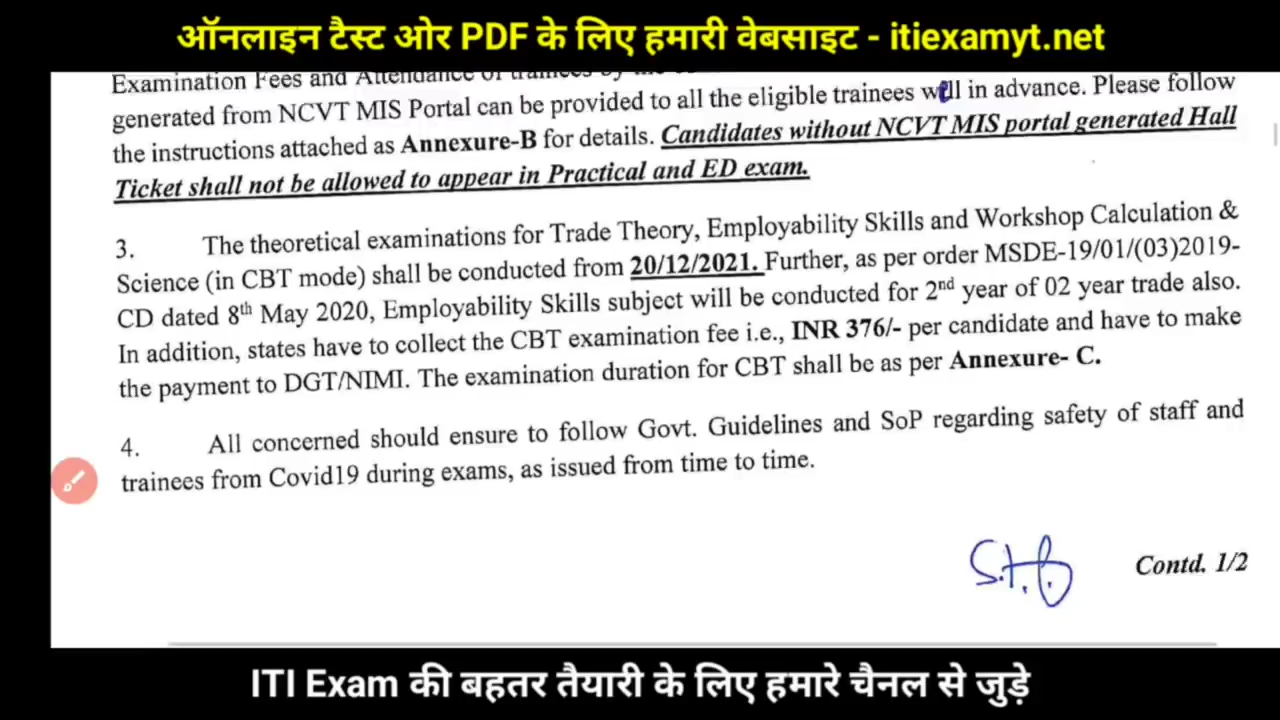 ऑनलाइन टैस्ट ओर PDF के लिए हमारी वेबसाइट - itiexamyt.net
Examination Fees and Attendance of trainees by the
generated from NCVT MIS Portal can be provided to all the eligible trainees well in advance. Please follow
the instructions attached as Annexure-B for details. Candidates without NCVT MIS portal generated Hall
Ticket shall not be allowed to appear in Practical and ED exam.
3. The theoretical examinations for Trade Theory, Employability Skills and Workshop Calculation &
Science (in CBT mode) shall be conducted from 20/12/2021. Further, as per order MSDE-19/01/(03)2019-
CD dated 8th May 2020, Employability Skills subject will be conducted for 2nd year of 02 year trade also.
In addition, states have to collect the CBT examination fee i.e., INR 376/- per candidate and have to make
the payment to DGT/NIMI. The examination duration for CBT shall be as per Annexure- C.
4. All concerned should ensure to follow Govt. Guidelines and SoP regarding safety of staff and
trainees from Covid19 during exams, as issued from time to time.
Contd. 1/2
ITI Exam की बहतर तैयारी के लिए हमारे चैनल से जुड़े